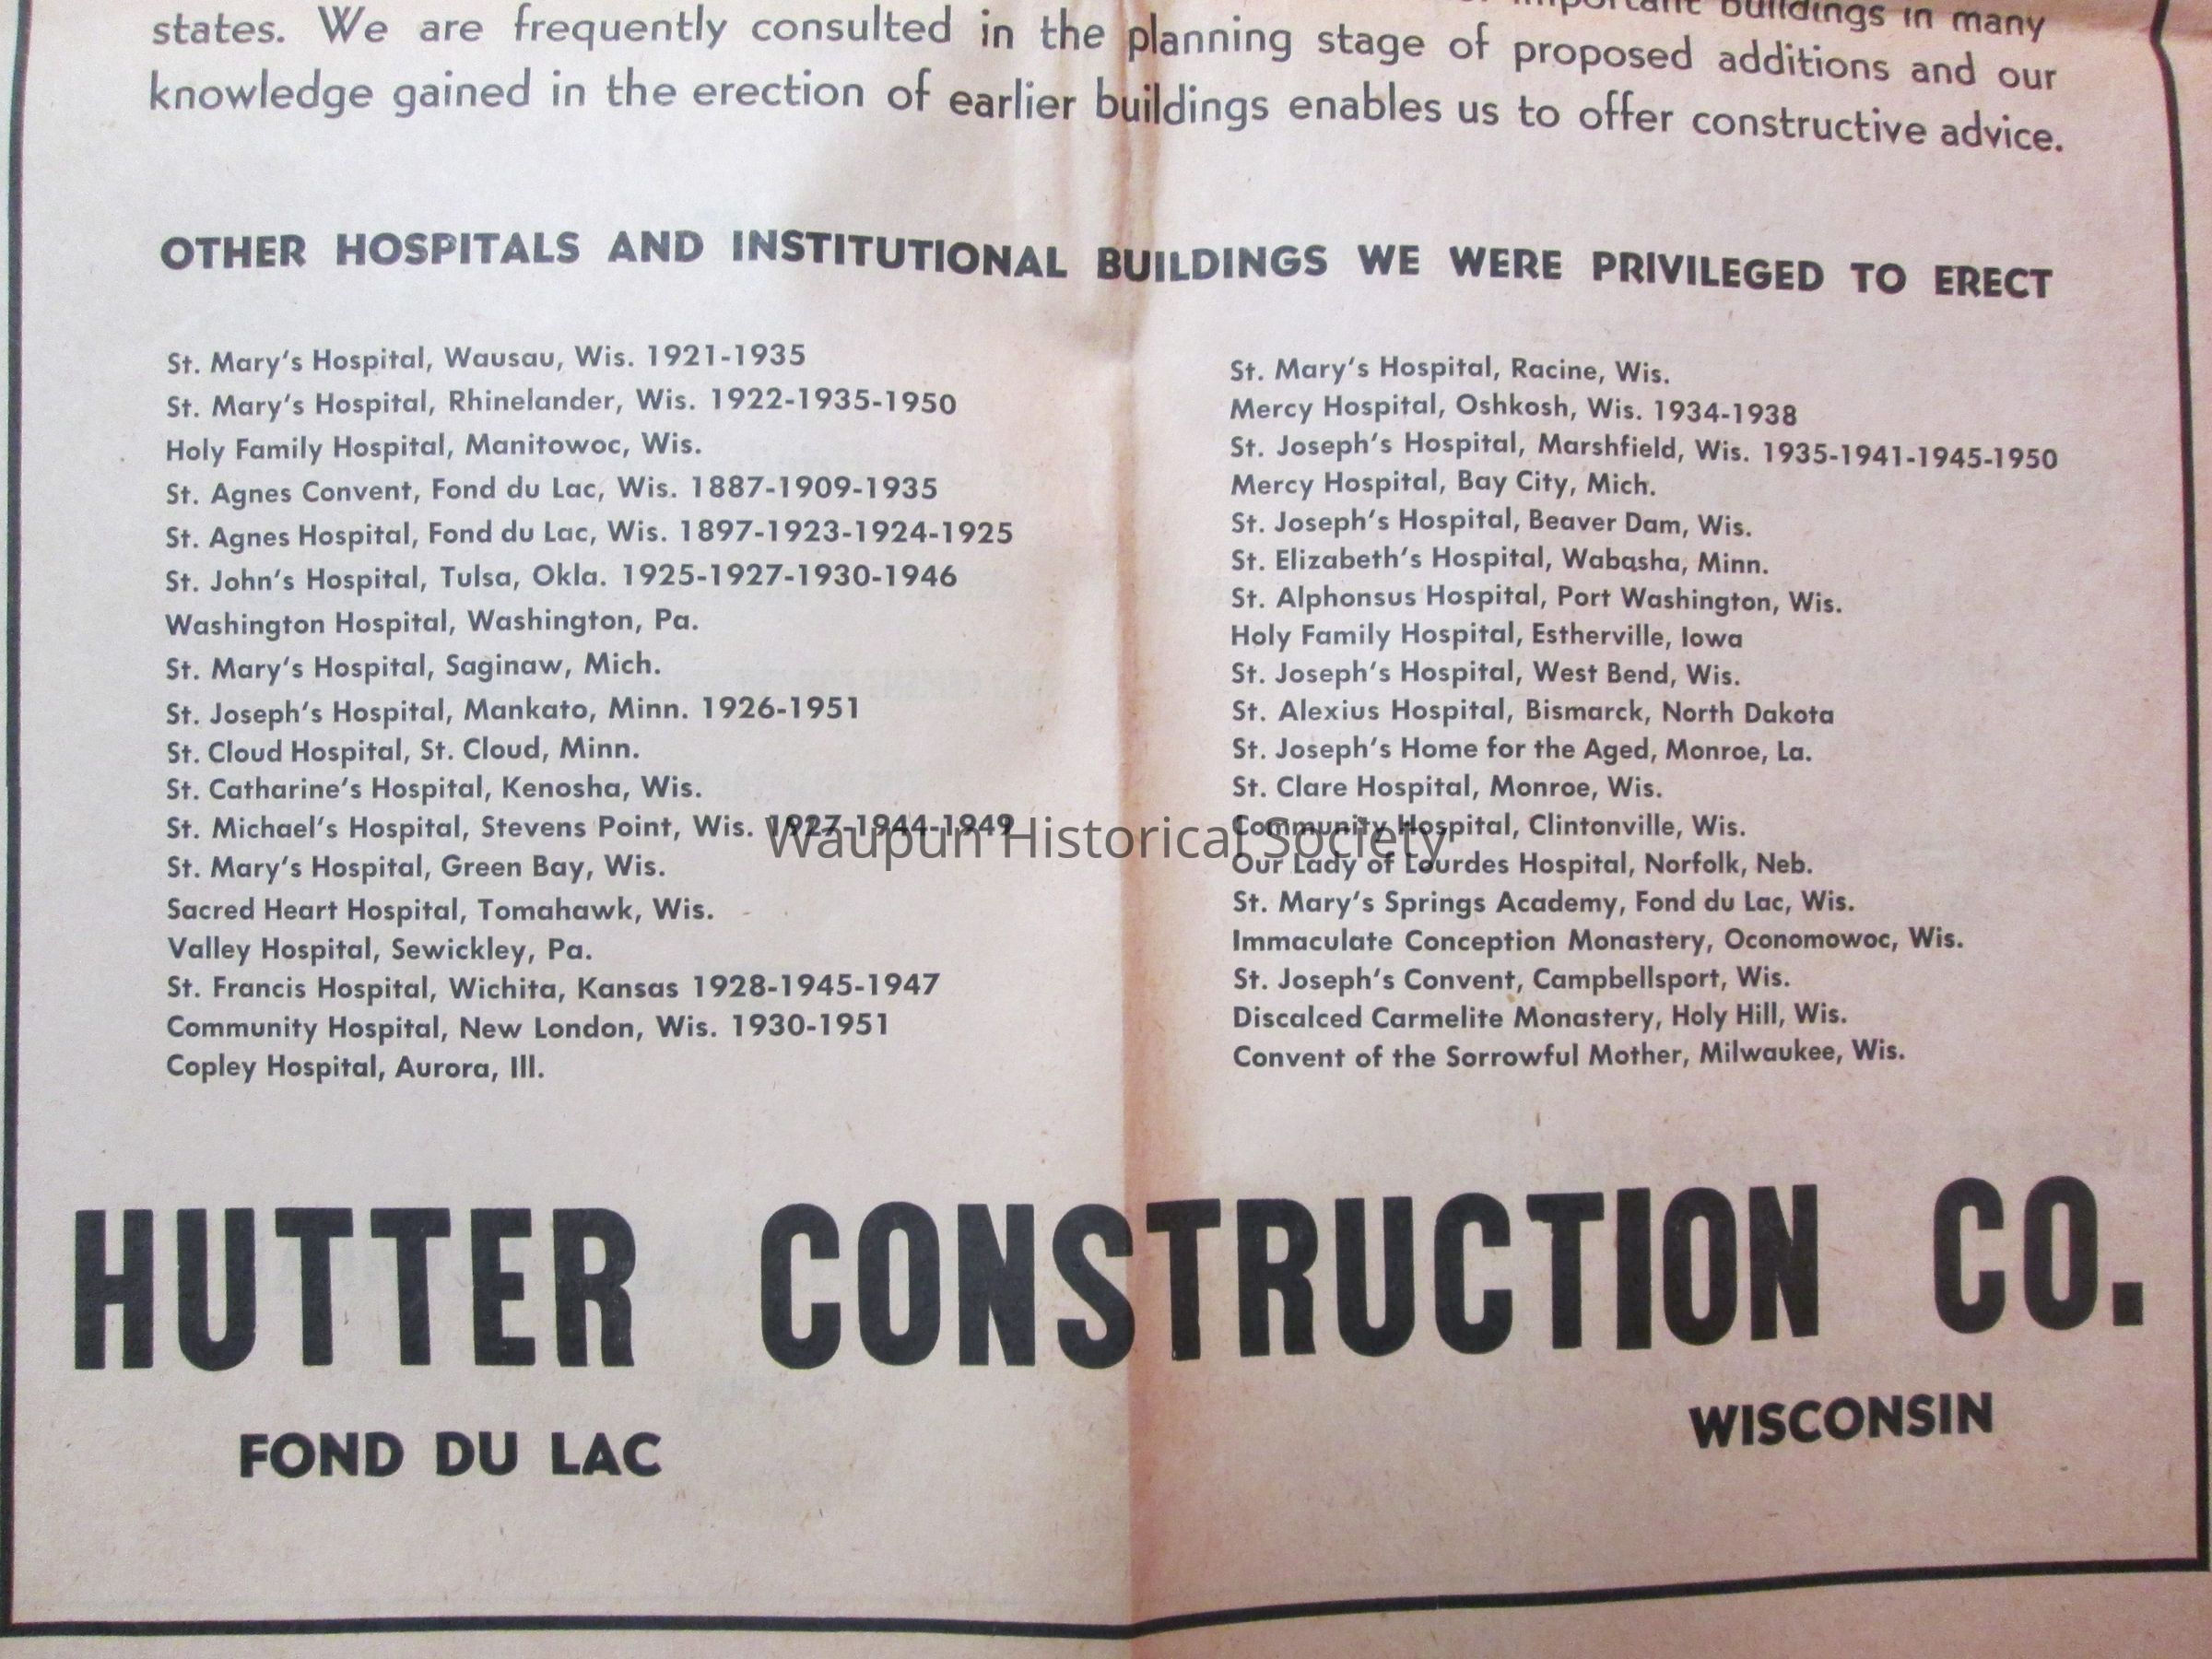 important buildings in many
states. We are frequently consulted in the planning stage of proposed additions and our
knowledge gained in the erection of earlier buildings enables us to offer constructive advice.
OTHER HOSPITALS AND INSTITUTIONAL BUILDINGS WE WERE PRIVILEGED TO ERECT
St. Mary's Hospital, Wausau, Wis. 1921-1935
St. Mary's Hospital, Rhinelander, Wis. 1922-1935-1950
Holy Family Hospital, Manitowoc, Wis.
St. Agnes Convent, Fond du Lac, Wis. 1887-1909-1935
St. Agnes Hospital, Fond du Lac, Wis. 1897-1923-1924-1925
St. John's Hospital, Tulsa, Okla. 1925-1927-1930-1946
Washington Hospital, Washington, Pa.
St. Mary's Hospital, Saginaw, Mich.
St. Joseph's Hospital, Mankato, Minn. 1926-1951
St. Cloud Hospital, St. Cloud, Minn.
St. Catharine's Hospital, Kenosha, Wis.
St. Michael's Hospital, Stevens Point, Wis. 1927-1944-1949
St. Mary's Hospital, Green Bay, Wis.
Sacred Heart Hospital, Tomahawk, Wis.
Valley Hospital, Sewickley, Pa.
St. Francis Hospital, Wichita, Kansas 1928-1945-1947
Community Hospital, New London, Wis. 1930-1951
Copley Hospital, Aurora, Ill.
St. Mary's Hospital, Racine, Wis.
Mercy Hospital, Oshkosh, Wis. 1934-1938
St. Joseph's Hospital, Marshfield, Wis. 1935-1941-1945-1950
Mercy Hospital, Bay City, Mich.
St. Joseph's Hospital, Beaver Dam, Wis.
St. Elizabeth's Hospital, Wabasha, Minn.
St. Alphonsus Hospital, Port Washington, Wis.
Holy Family Hospital, Estherville, Iowa
St. Joseph's Hospital, West Bend, Wis.
St. Alexius Hospital, Bismarck, North Dakota
St. Joseph's Home for the Aged, Monroe, La.
St. Clare Hospital, Monroe, Wis.
Community Hospital, Clintonville, Wis.
Our Lady of Lourdes Hospital, Norfolk, Neb.
St. Mary's Springs Academy, Fond du Lac, Wis.
Immaculate Conception Monastery, Oconomowoc, Wis.
St. Joseph's Convent, Campbellsport, Wis.
Discalced Carmelite Monastery, Holy Hill, Wis.
Convent of the Sorrowful Mother, Milwaukee, Wis.
Waupun Historical Society
HUTTER CONSTRUCTION CO.
FOND DU LAC WISCONSIN